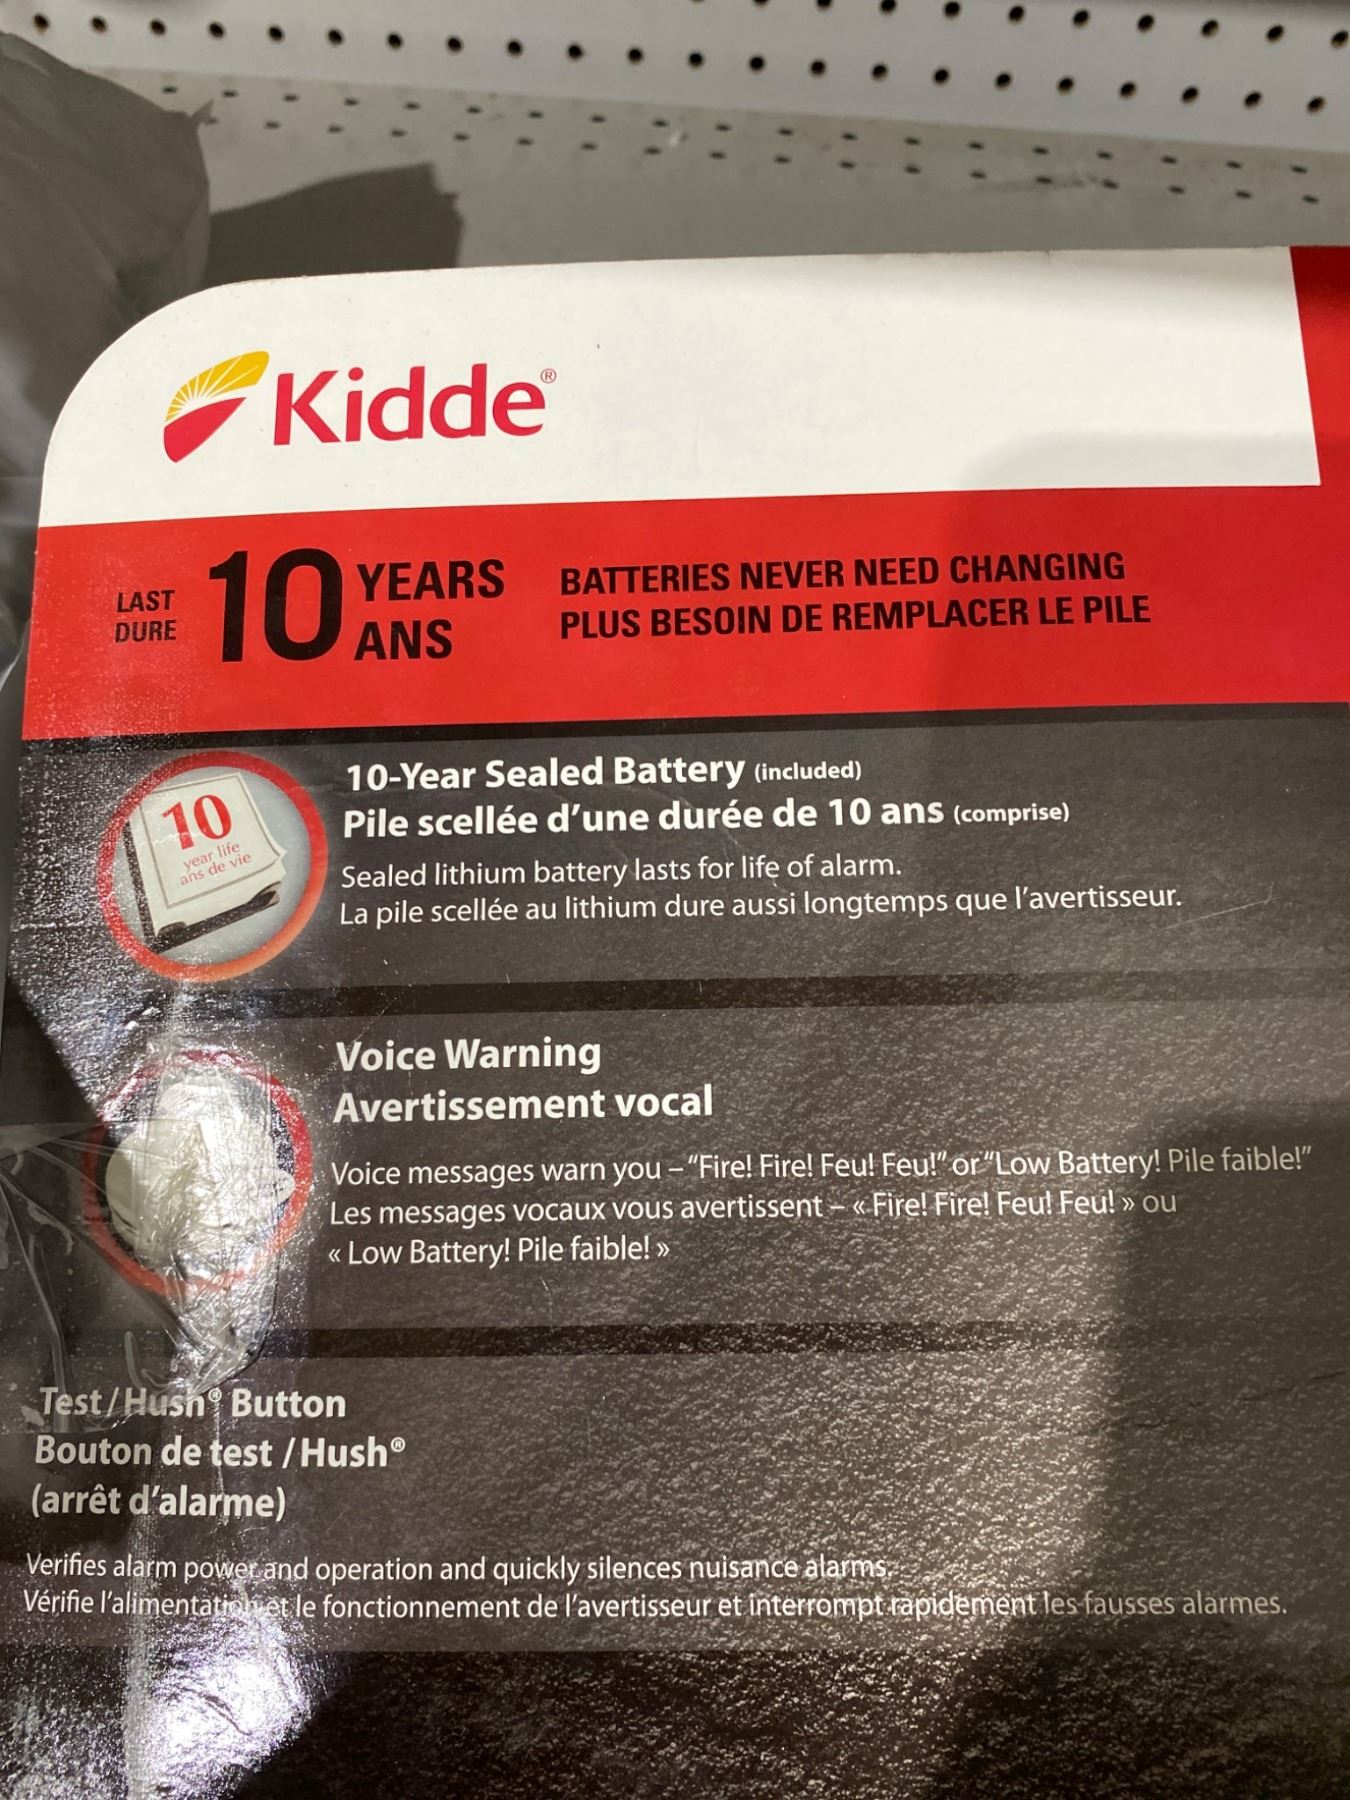 Kidde®
LAST
DURE
10
YEARS
ANS
BATTERIES NEVER NEED CHANGING
PLUS BESOIN DE REMPLACER LE PILE
10
year life
ans de vie
10-Year Sealed Battery (included)
Pile scellée d'une durée de 10 ans (comprise)
Sealed lithium battery lasts for life of alarm.
La pile scellée au lithium dure aussi longtemps que l'avertisseur.
Voice Warning
Avertissement vocal
Voice messages warn you – "Fire! Fire! Feu! Feu!" or "Low Battery! Pile faible!"
Les messages vocaux vous avertissent – « Fire! Fire! Feu! Feu! » ou
« Low Battery! Pile faible! »
Test/Hush® Button
Bouton de test /Hush®
(arrêt d'alarme)
Verifies alarm power and operation and quickly silences nuisance alarms.
Vérifie l'alimentation et le fonctionnement de l'avertisseur et interrompt rapidement les fausses alarmes.